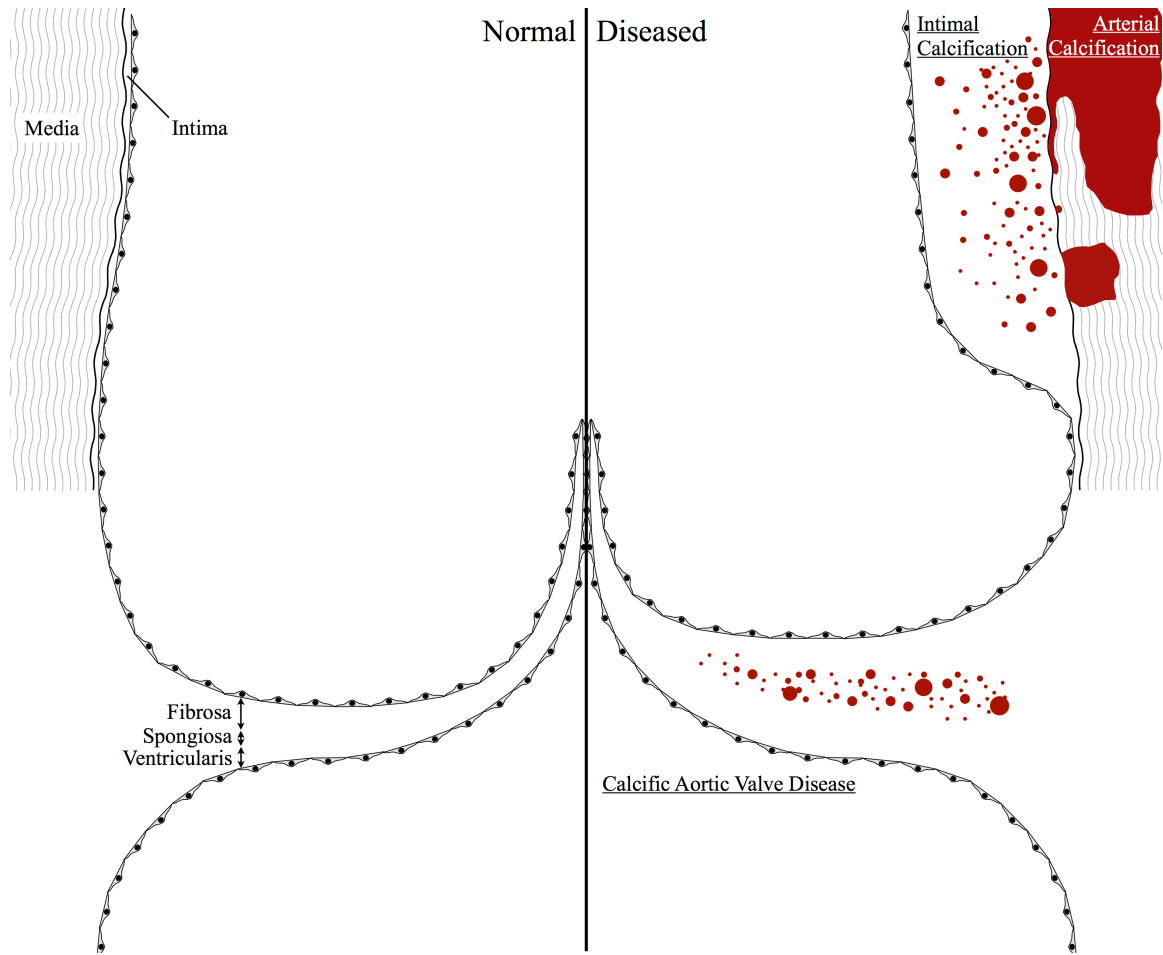 Normal
Diseased
Intimal
Calcification
Arterial
Calcification
Media
Intima
Fibrosa
Spongiosa
Ventricularis
Calcific Aortic Valve Disease